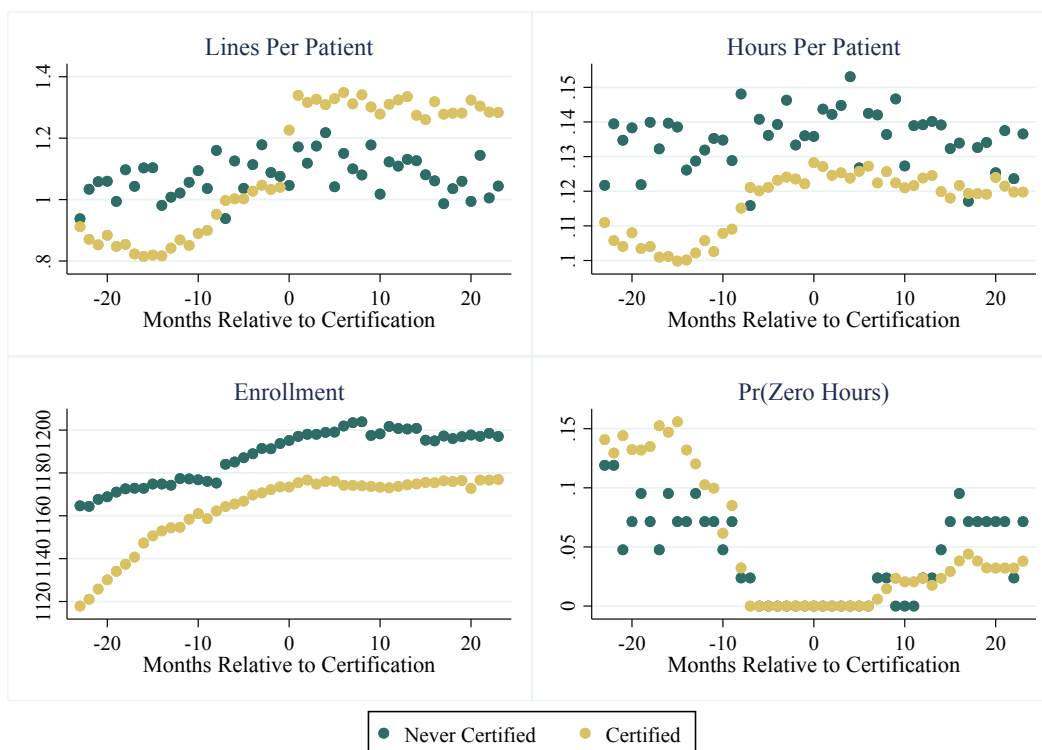 Lines Per Patient
1.4
1.2
1
.8
-20 -10 0 10 20
Months Relative to Certification
Hours Per Patient
.15
.14
.13
.12
.11
.1
-20 -10 0 10 20
Months Relative to Certification
Enrollment
1200
1180
1160
1140
1120
-20 -10 0 10 20
Months Relative to Certification
Pr(Zero Hours)
.15
.1
.05
0
-20 -10 0 10 20
Months Relative to Certification
Never Certified Certified